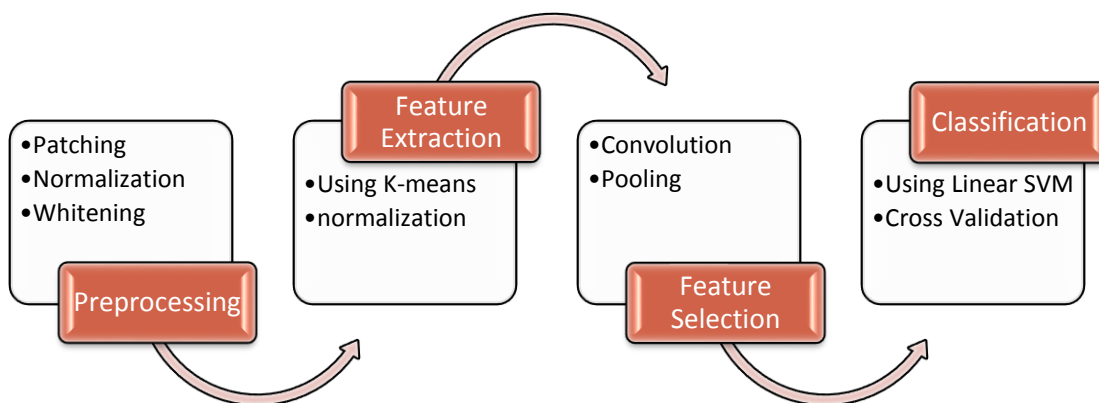 •Patching
•Normalization
•Whitening
Preprocessing
Feature
Extraction
•Using K-means
•normalization
•Convolution
•Pooling
Feature
Selection
Classification
•Using Linear SVM
•Cross Validation